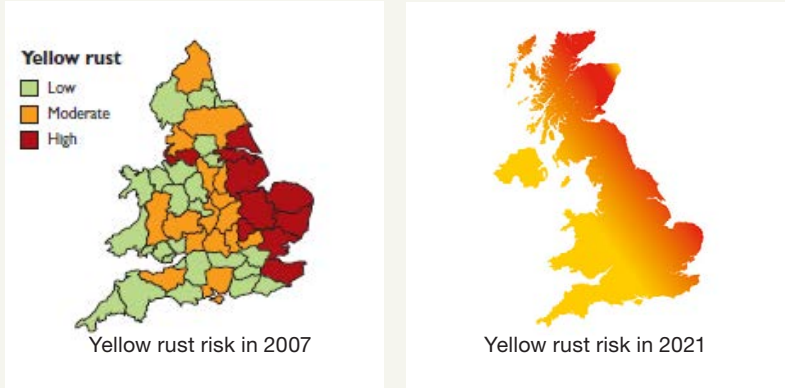 Yellow rust
Low
Moderate
High
Yellow rust risk in 2007
Yellow rust risk in 2021